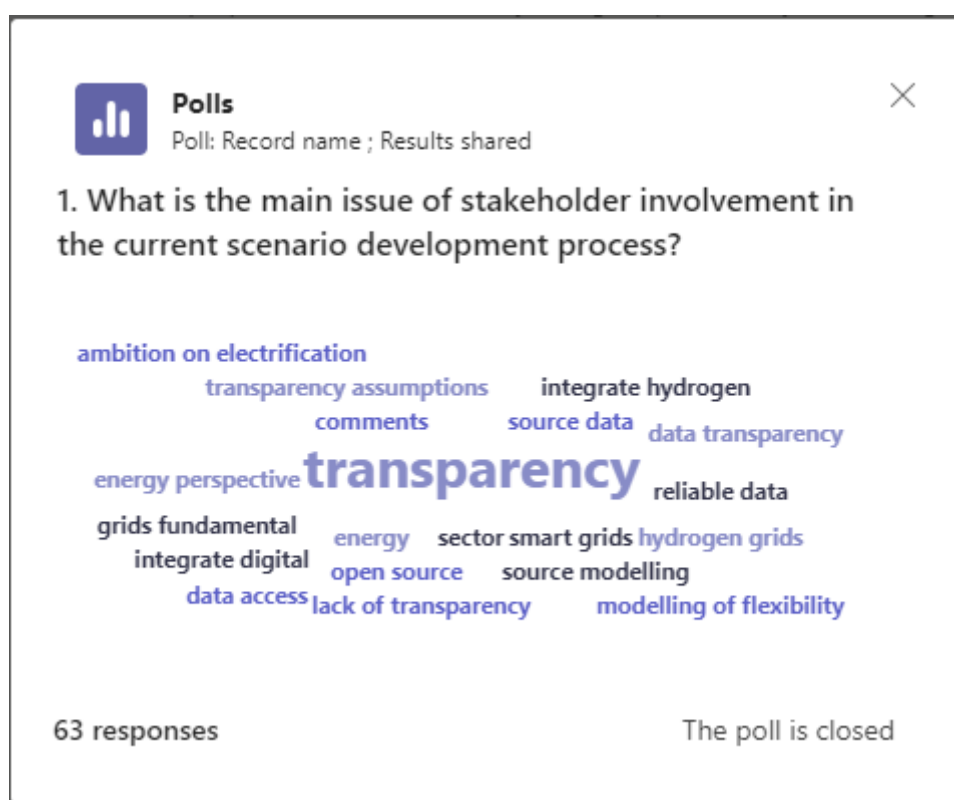 Polls
Poll: Record name ; Results shared
1. What is the main issue of stakeholder involvement in
the current scenario development process?
ambition on electrification
transparency assumptions integrate hydrogen
comments source data data transparency
energy perspective transparency reliable data
grids fundamental energy sector smart grids hydrogen grids
integrate digital open source source modelling
data access lack of transparency modelling of flexibility
63 responses The poll is closed